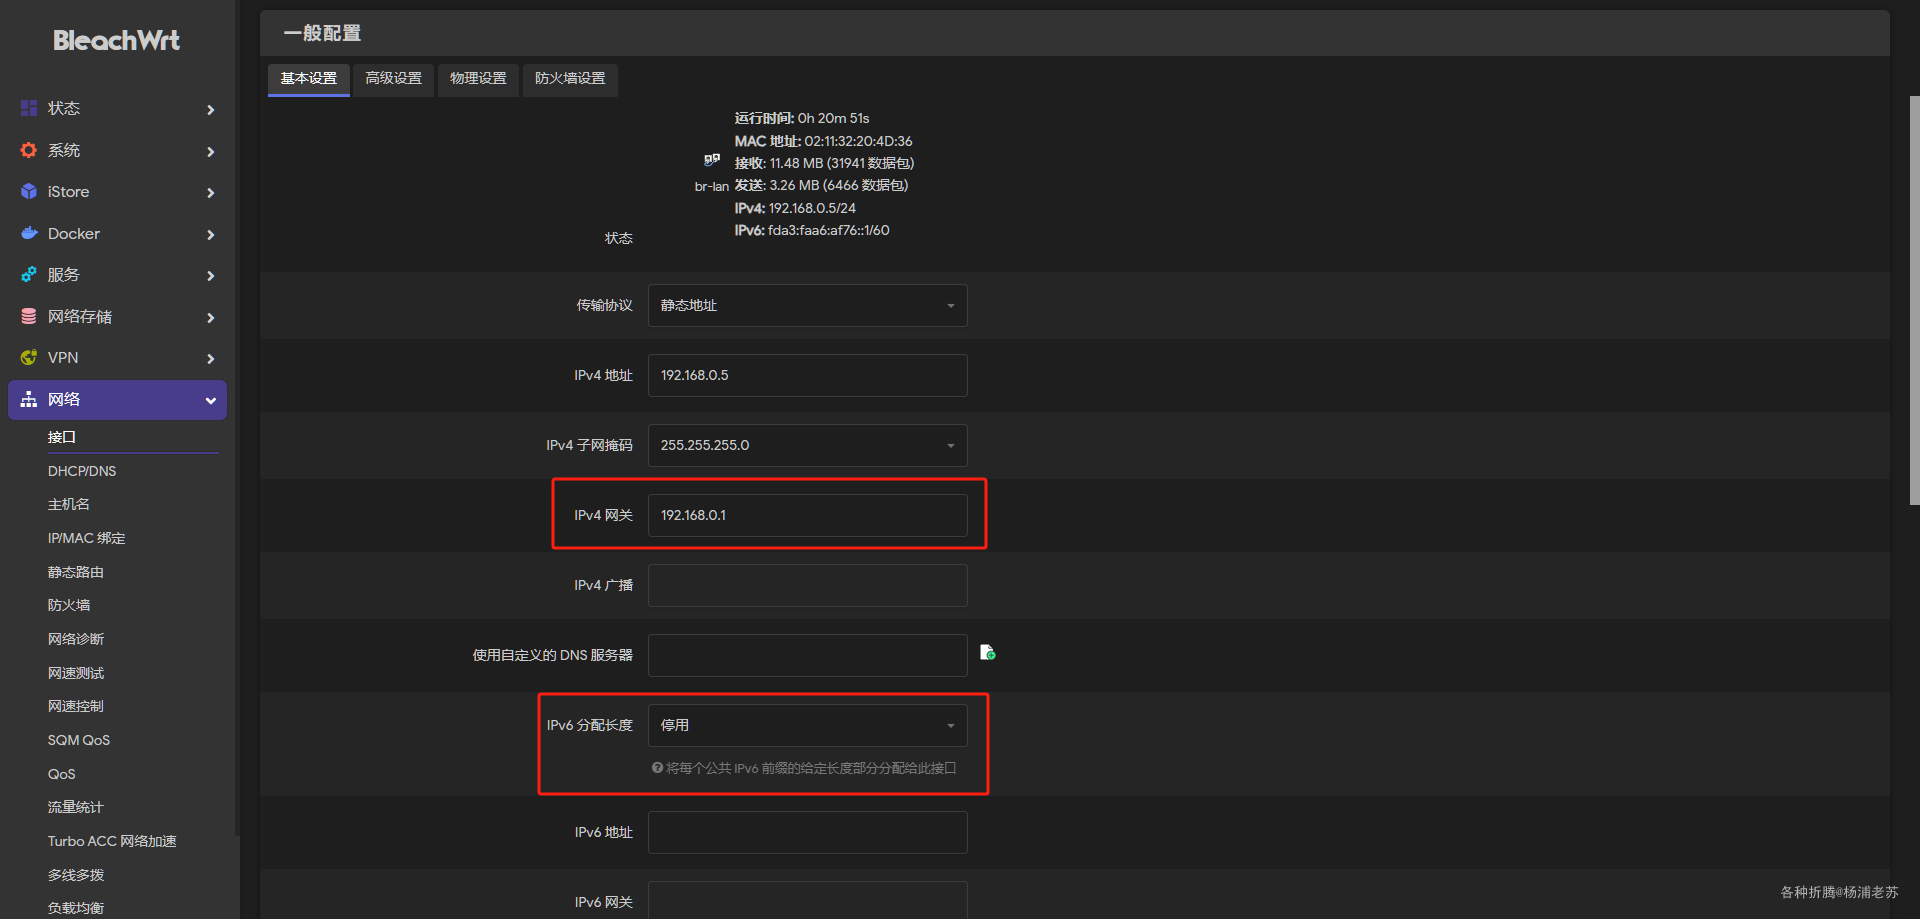 BleachWrt
状态
系统
iStore
Docker
服务
网络存储
VPN
网络
接口
DHCP/DNS
主机名
IP/MAC 绑定
静态路由
防火墙
网络诊断
网速测试
网速控制
SQM QoS
QoS
流量统计
Turbo ACC 网络加速
多线多拨
负载均衡
一般配置
基本设置
高级设置
物理设置
防火墙设置
状态
br-lan
运行时间: 0h 20m 51s
MAC 地址: 02:11:32:20:4D:36
接收: 11.48 MB (31941 数据包)
发送: 3.26 MB (6466 数据包)
IPv4: 192.168.0.5/24
IPv6: fda3:faa6:af76::1/60
传输协议
静态地址
IPv4 地址
192.168.0.5
IPv4 子网掩码
255.255.255.0
IPv4 网关
192.168.0.1
IPv4 广播
使用自定义的 DNS 服务器
IPv6 分配长度
停用
将每个公共 IPv6 前缀的给定长度部分分配给此接口
IPv6 地址
IPv6 网关
各种折腾@杨浦老苏